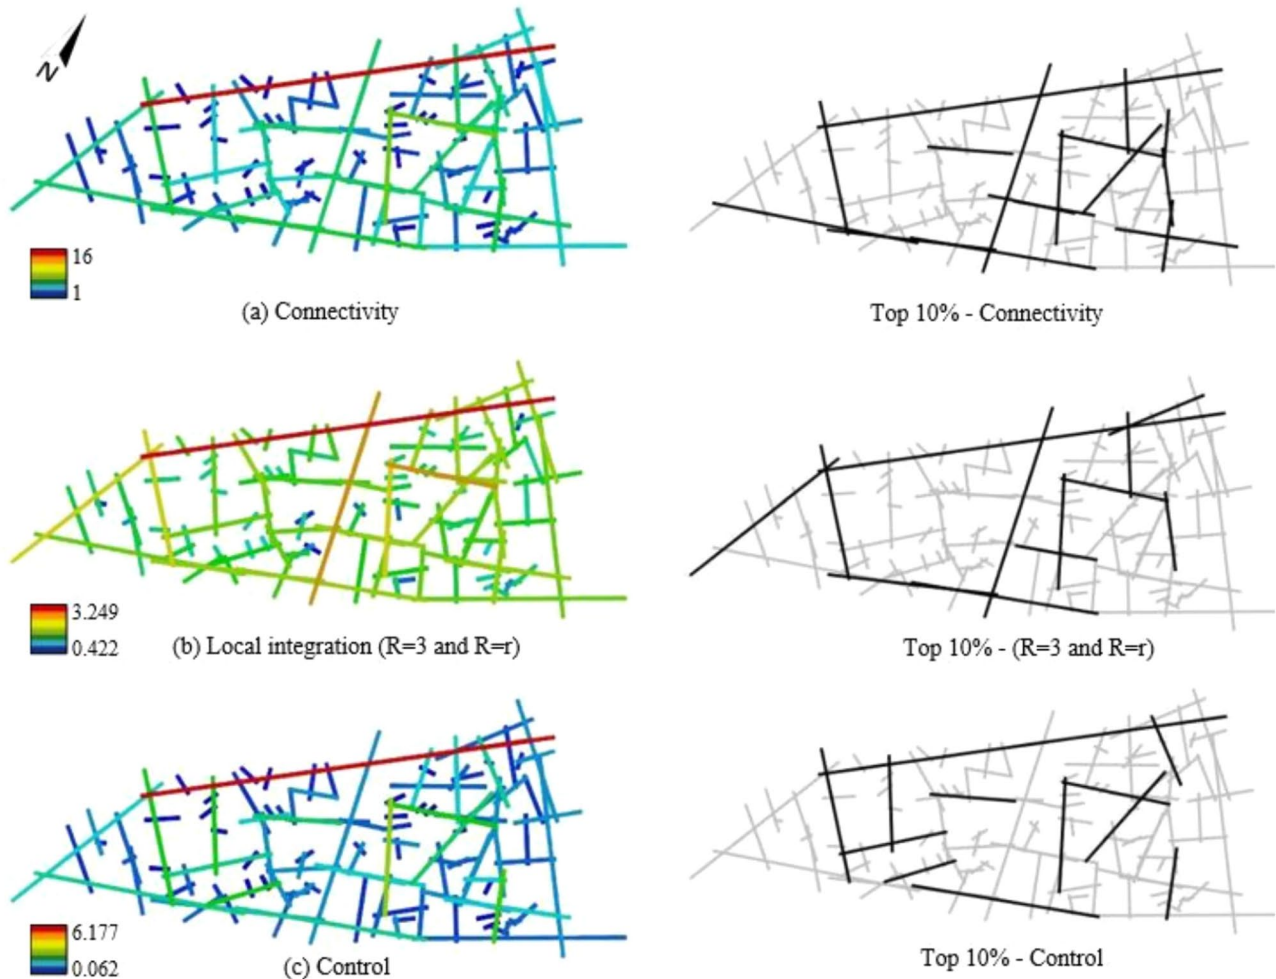 N
16
1
(a) Connectivity
Top 10% - Connectivity
3.249
0.422
(b) Local integration (R=3 and R=r)
Top 10% - (R=3 and R=r)
6.177
0.062
(c) Control
Top 10% - Control